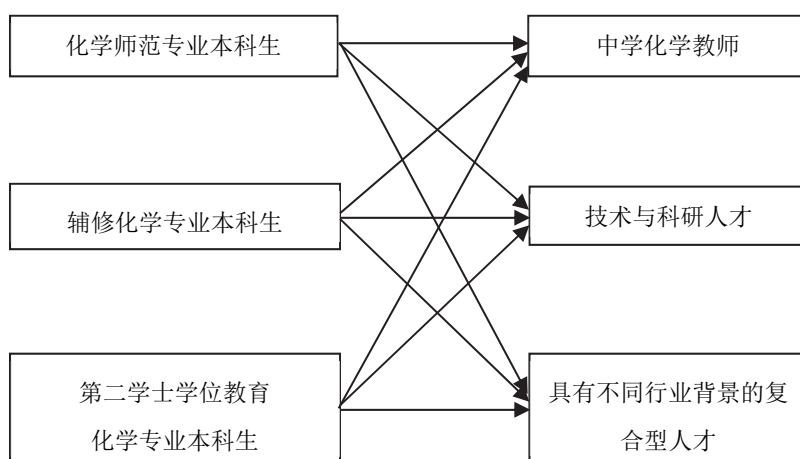 化学师范专业本科生
中学化学教师
辅修化学专业本科生
技术与科研人才
第二学士学位教育
化学专业本科生
具有不同行业背景的复
合型人才